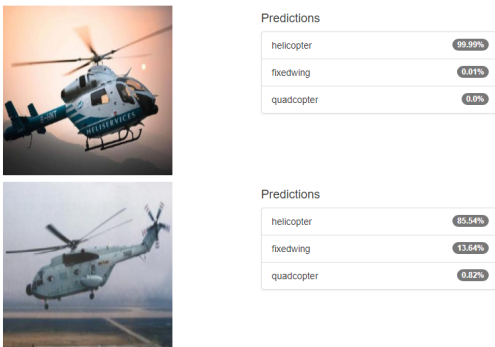 Predictions
helicopter 99.99%
fixedwing 0.01%
quadcopter 0.0%
HELISERVICES
Predictions
helicopter 85.54%
fixedwing 13.64%
quadcopter 0.82%